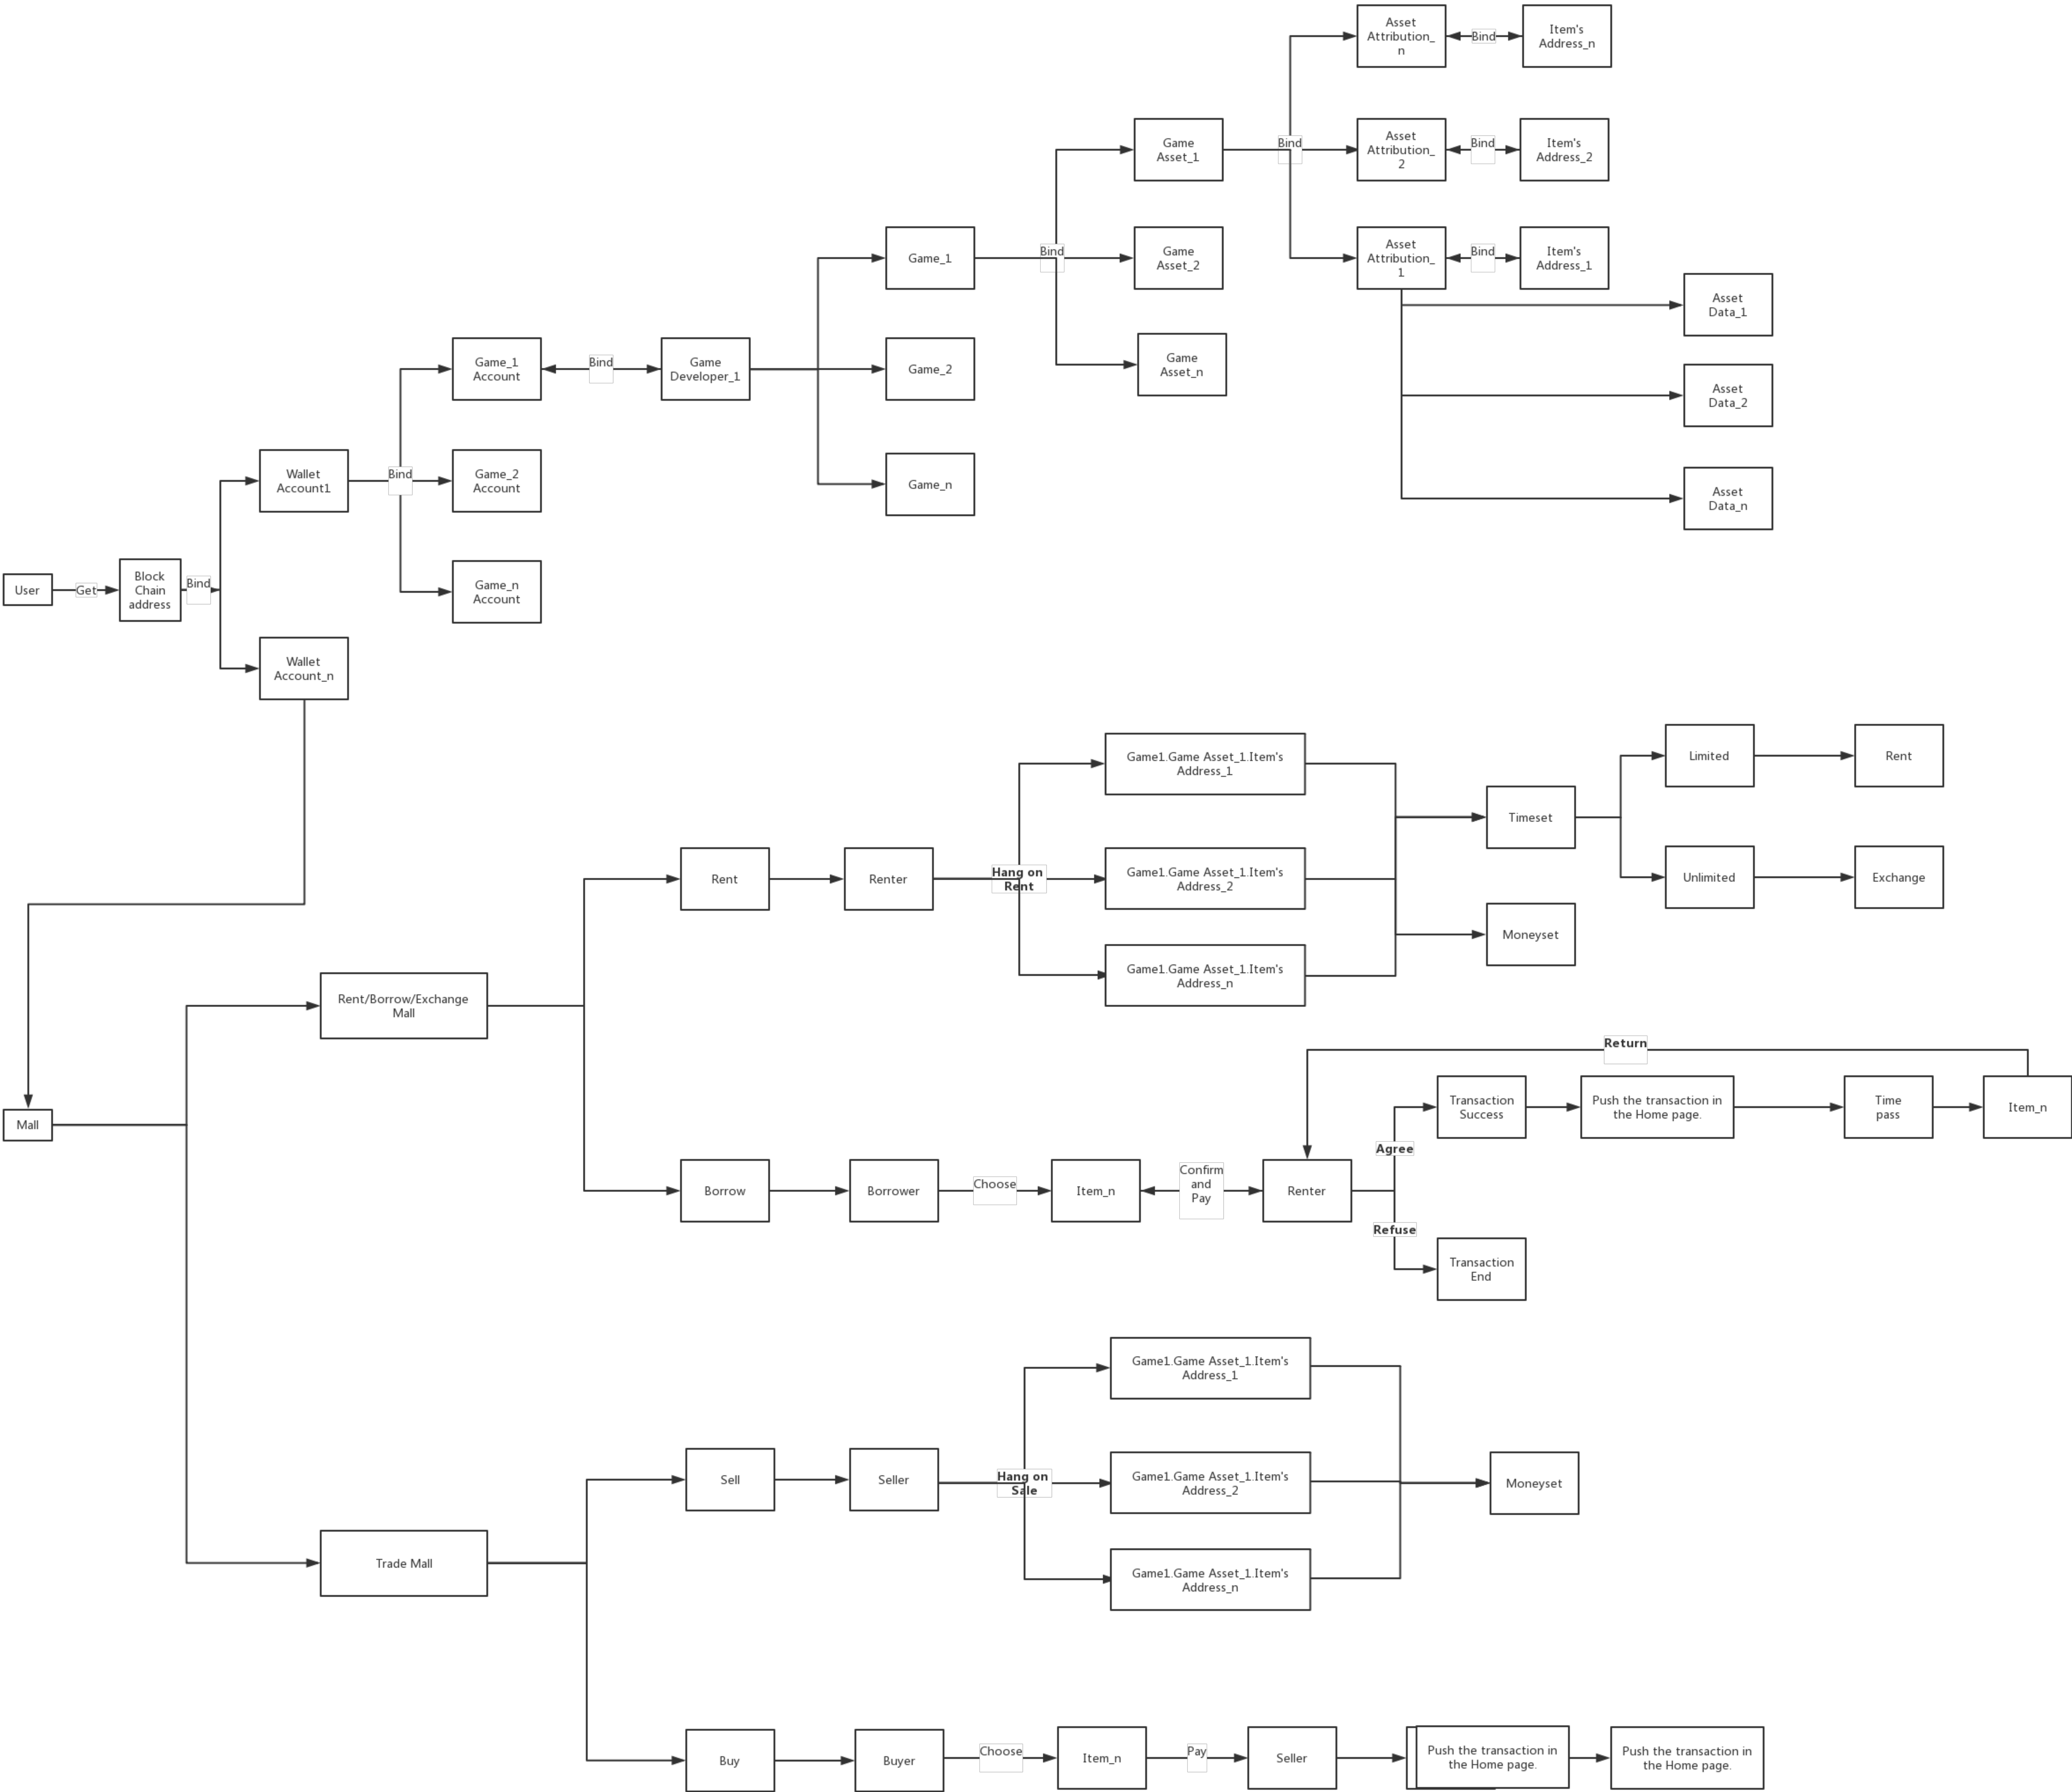 Asset
Attribution_
n
Bind
Item's
Address_n
Game
Asset_1
Bind
Asset
Attribution_
2
Bind
Item's
Address_2
Game_1
Bind
Game
Asset_2
Asset
Attribution_
1
Bind
Item's
Address_1
Asset
Data_1
Game_1
Account
Bind
Game
Developer_1
Game_2
Game
Asset_n
Asset
Data_2
Wallet
Account1
Bind
Game_2
Account
Game_n
Asset
Data_n
User
Get
Block
Chain
address
Bind
Game_n
Account
Wallet
Account_n
Game1.Game Asset_1.Item's
Address_1
Limited
Rent
Timeset
Rent
Renter
Hang on
Rent
Game1.Game Asset_1.Item's
Address_2
Unlimited
Exchange
Moneyset
Game1.Game Asset_1.Item's
Address_n
Rent/Borrow/Exchange
Mall
Return
Mall
Transaction
Success
Push the transaction in
the Home page.
Time
pass
Item_n
Agree
Borrow
Borrower
Choose
Item_n
Confirm
and
Pay
Renter
Refuse
Transaction
End
Game1.Game Asset_1.Item's
Address_1
Sell
Seller
Hang on
Sale
Game1.Game Asset_1.Item's
Address_2
Moneyset
Trade Mall
Game1.Game Asset_1.Item's
Address_n
Buy
Buyer
Choose
Item_n
Pay
Seller
Push the transaction in
the Home page.
Push the transaction in
the Home page.